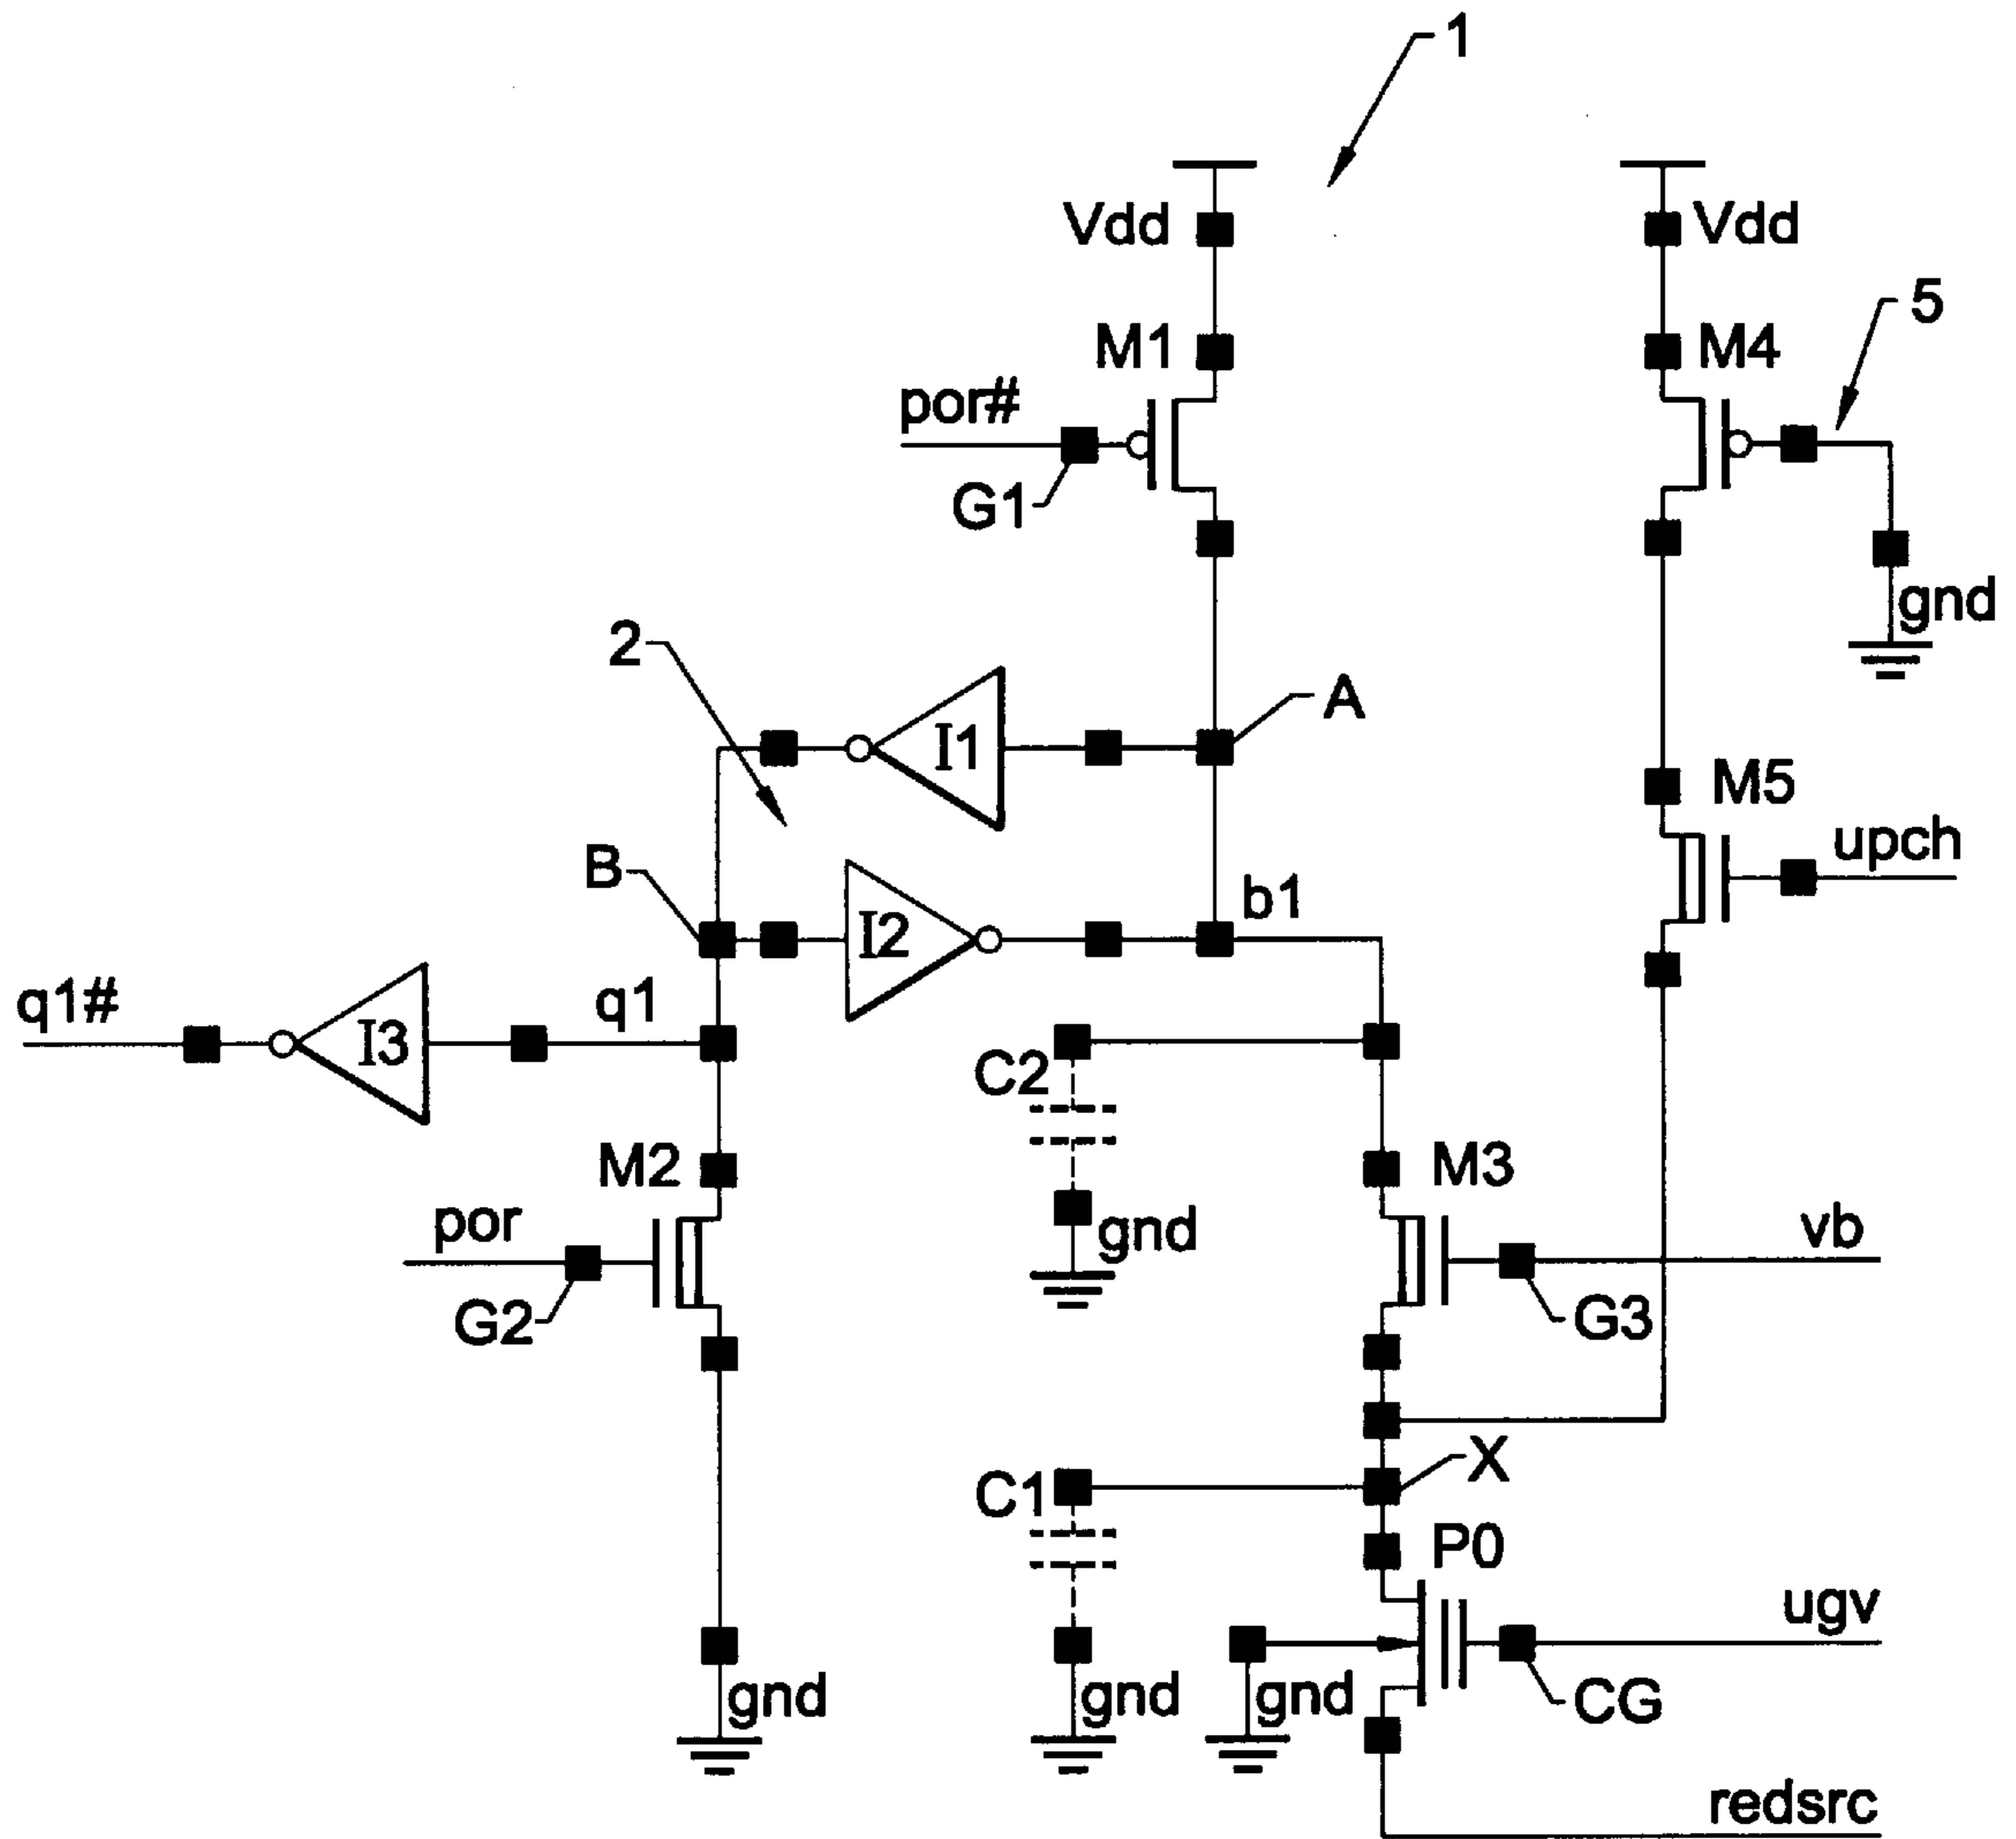 1
Vdd
Vdd
M1
M4
5
por#
G1
gnd
2
I1
A
M5
upch
B
I2
b1
q1#
I3
q1
C2
M2
M3
por
gnd
vb
G2
G3
C1
X
P0
ugv
gnd
gnd
gnd
CG
redsrc